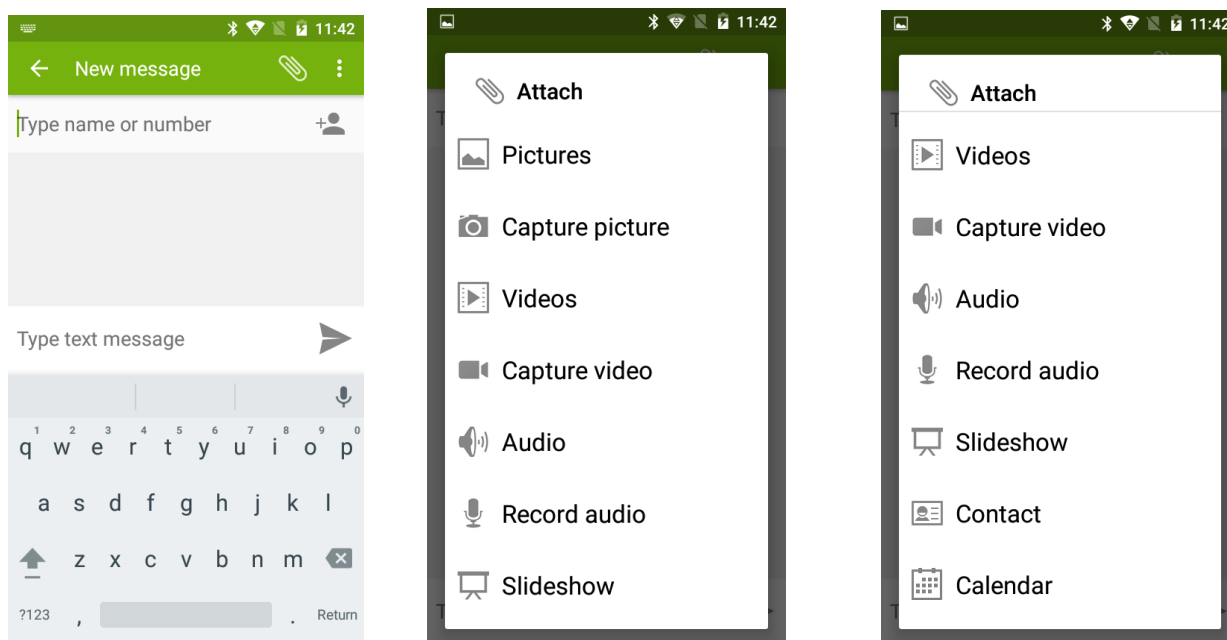 11:42
New message
Type name or number
Type text message
1 2 3 4 5 6 7 8 9 0
q w e r t y u i o p
a s d f g h j k l
z x c v b n m
?123 , . Return
11:42
Attach
Pictures
Capture picture
Videos
Capture video
Audio
Record audio
Slideshow
11:42
Attach
Videos
Capture video
Audio
Record audio
Slideshow
Contact
Calendar